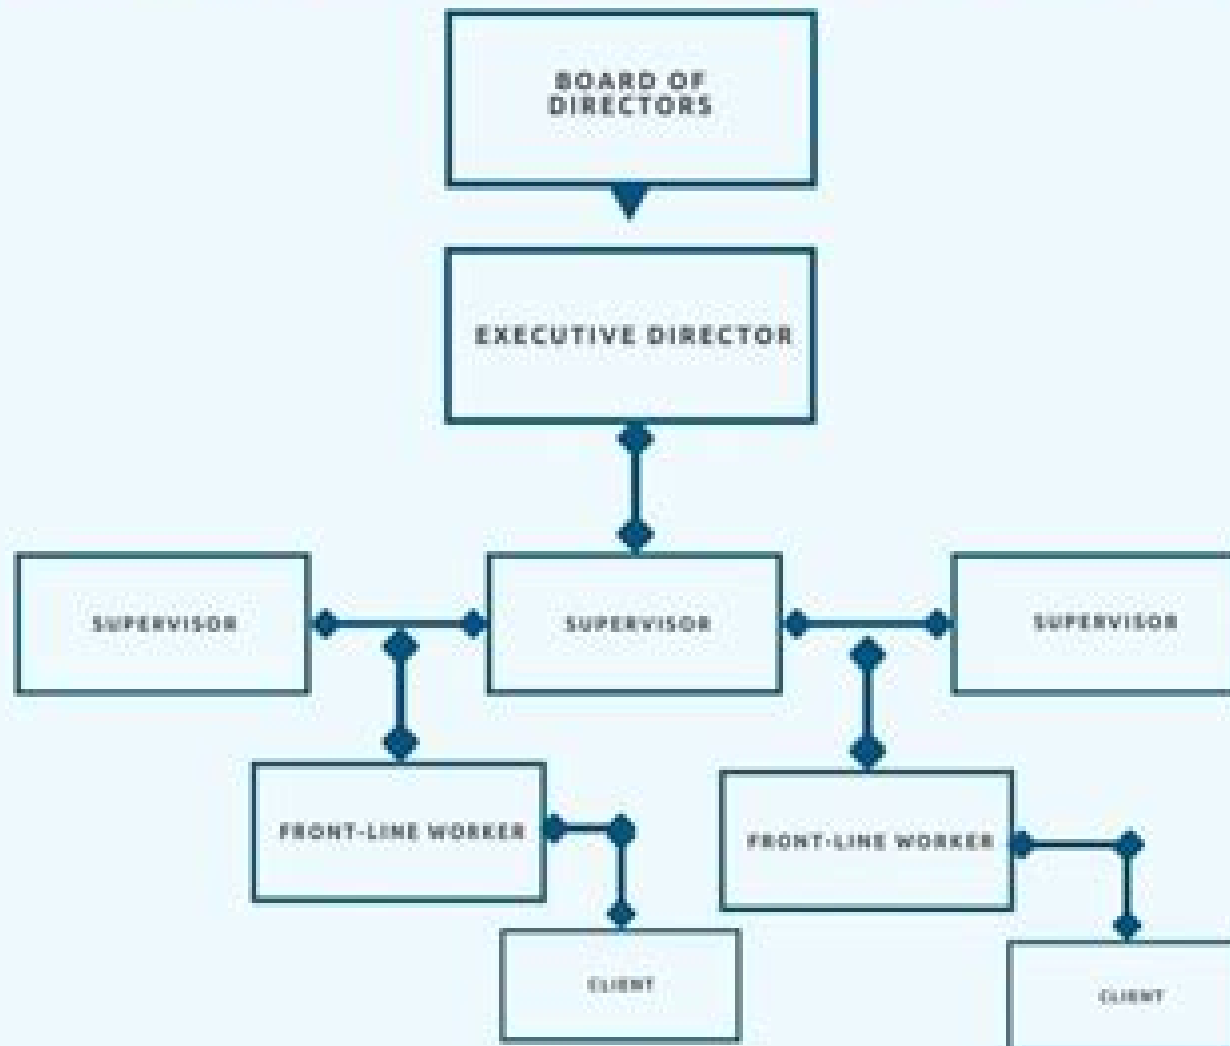 BOARD OF
DIRECTORS
EXECUTIVE DIRECTOR
SUPERVISOR
SUPERVISOR
SUPERVISOR
FRONT-LINE WORKER
FRONT-LINE WORKER
CLIENT
CLIENT